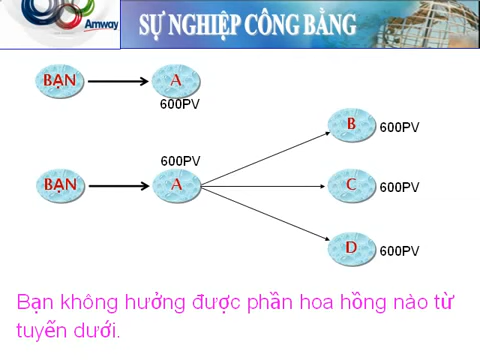 Amway
SỰ NGHIỆP CÔNG BẰNG
BẠN
A
600PV
B
600PV
600PV
BẠN
A
C
600PV
D
600PV
Bạn không hưởng được phần hoa hồng nào từ
tuyến dưới.